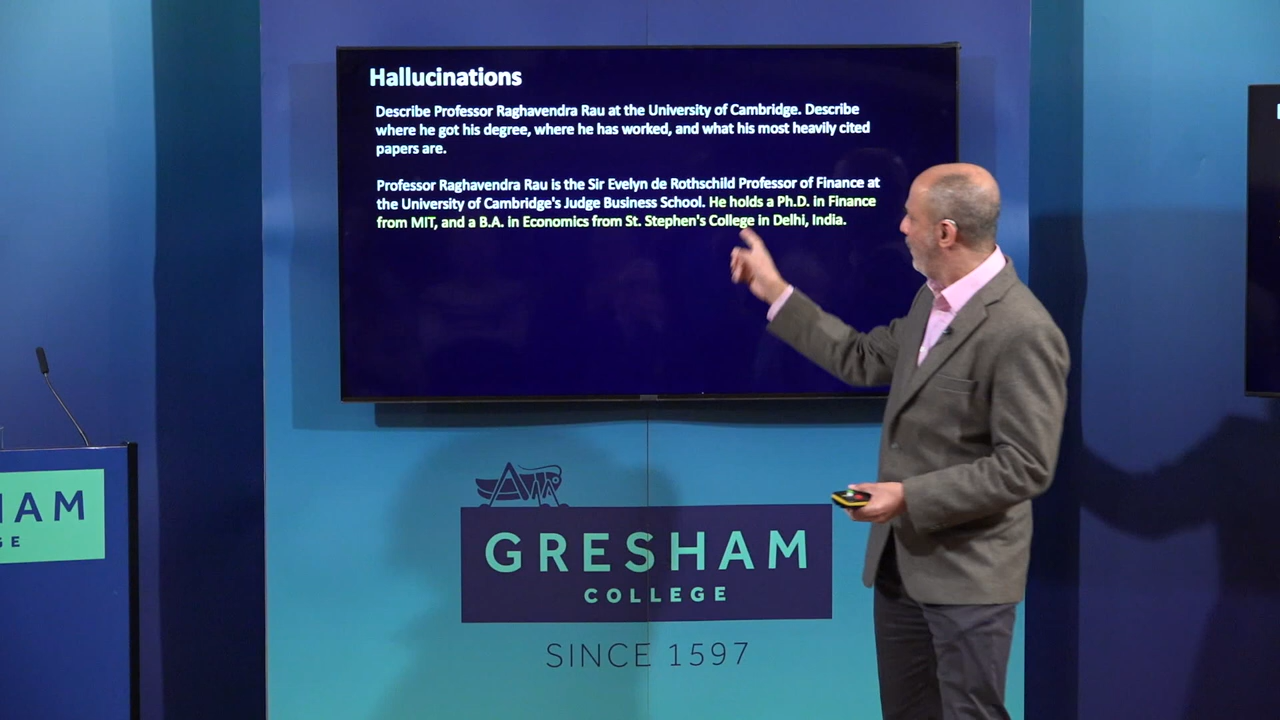 Hallucinations
Describe Professor Raghavendra Rau at the University of Cambridge. Describe
where he got his degree, where he has worked, and what his most heavily cited
papers are.
Professor Raghavendra Rau is the Sir Evelyn de Rothschild Professor of Finance at
the University of Cambridge's Judge Business School. He holds a Ph.D. in Finance
from MIT, and a B.A. in Economics from St. Stephen's College in Delhi, India.
GRESHAM
COLLEGE
SINCE 1597
HAM
GE